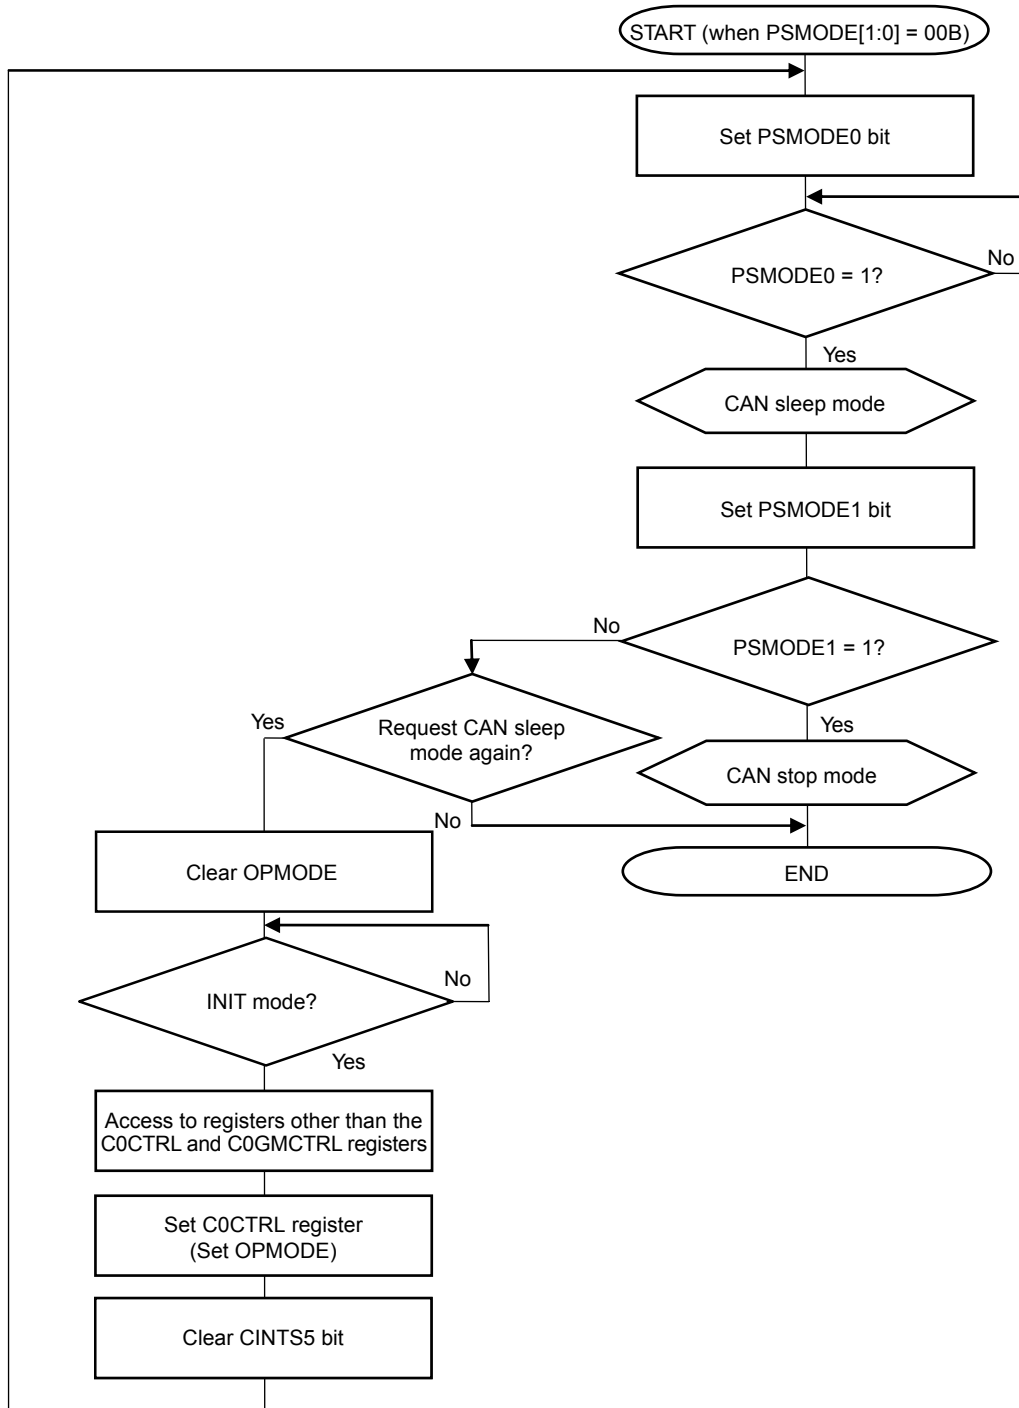 START (when PSMODE[1:0] = 00B)
Set PSMODE0 bit
PSMODE0 = 1?
No
Yes
CAN sleep mode
Set PSMODE1 bit
PSMODE1 = 1?
No
Yes
Request CAN sleep
mode again?
Yes
No
CAN stop mode
END
Clear OPMODE
INIT mode?
No
Yes
Access to registers other than the
C0CTRL and C0GMCTRL registers
Set C0CTRL register
(Set OPMODE)
Clear CINTS5 bit